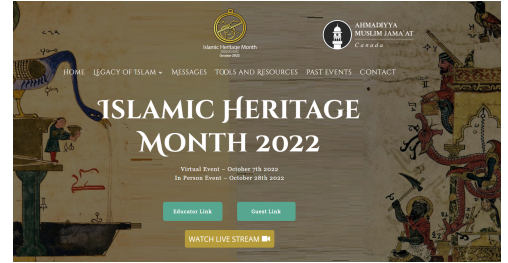 Islamic Heritage Month
October 2022
AHMADIYYA
MUSLIM JAMA'AT
Canada
HOME LEGACY OF ISLAM MESSAGES TOOLS AND RESOURCES PAST EVENTS CONTACT
ISLAMIC HERITAGE
MONTH 2022
Virtual Event – October 7th 2022
In Person Event – October 28th 2022
Educator Link Guest Link
WATCH LIVE STREAM